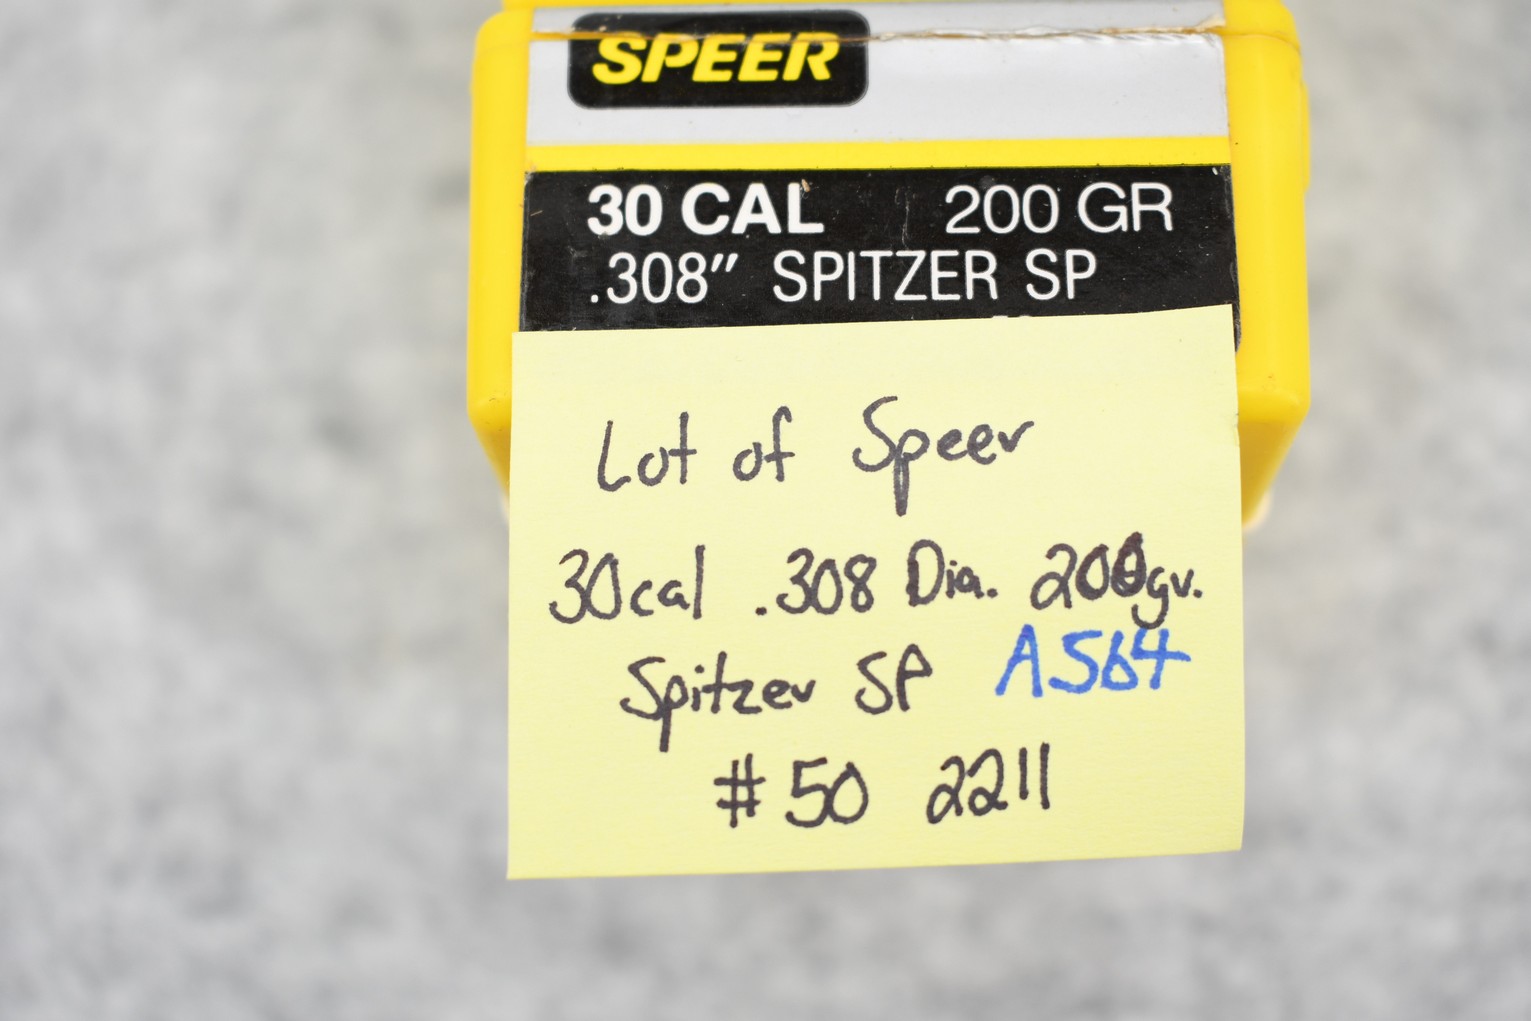 SPEER
30 CAL 200 GR
.308" SPITZER SP
Lot of Speer
30cal .308 Dia. 200gr.
Spitzer SP A564
#50 2211